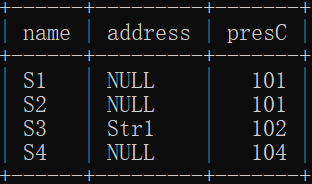 name address presC
S1 NULL 101
S2 NULL 101
S3 Str1 102
S4 NULL 104